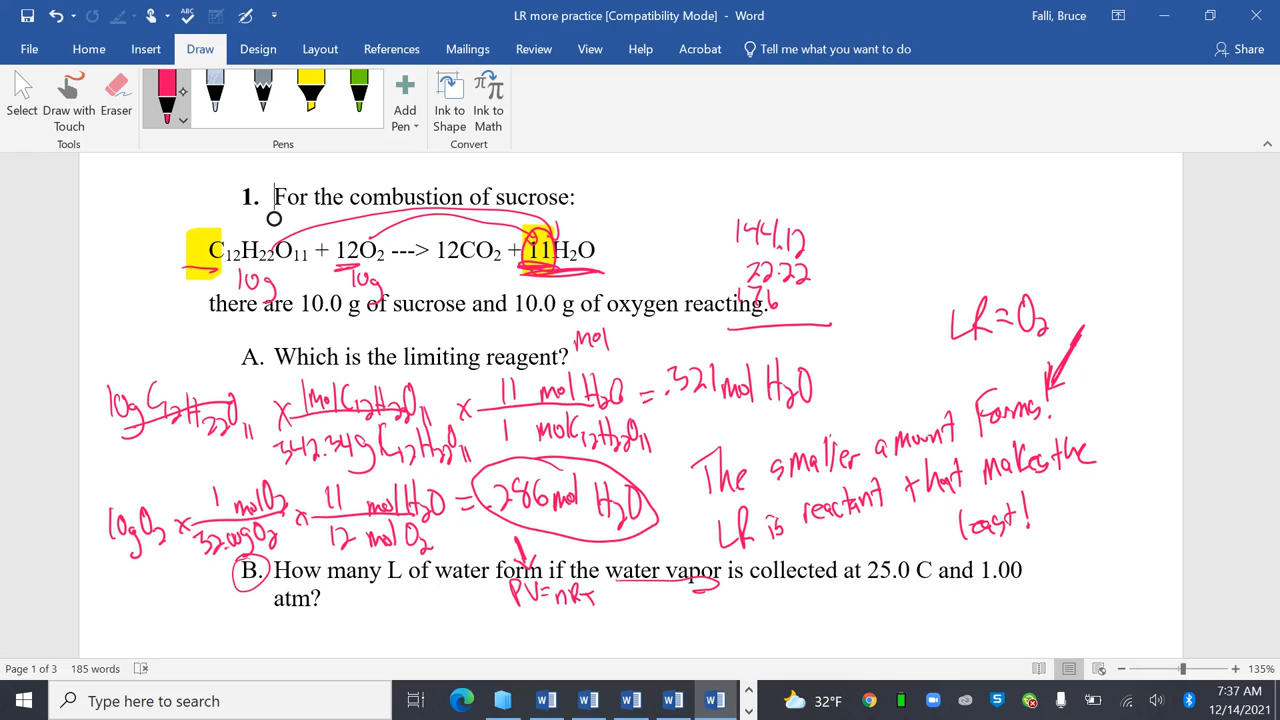 LR more practice [Compatibility Mode] - Word
Falli, Bruce
File Home Insert Draw Design Layout References Mailings Review View Help Acrobat Tell me what you want to do Share
Select Draw with Touch Eraser Add Pen Ink to Shape Ink to Math
Tools Pens Convert
1. For the combustion of sucrose:
144.12
C₁₂H₂₂O₁₁ + 12O₂ ---> 12CO₂ + 11H₂O
22.22
10g 10g
176
there are 10.0 g of sucrose and 10.0 g of oxygen reacting.
LR = O₂
mol
A. Which is the limiting reagent?
10g C₁₂H₂₂O₁₁ x 1 mol C₁₂H₂₂O₁₁ / 342.34g C₁₂H₂₂O₁₁ x 11 mol H₂O / 1 mol C₁₂H₂₂O₁₁ = .321 mol H₂O
The smaller amount forms.
LR is reactant that makes the
least!
10g O₂ x 1 mol O₂ / 32.00g O₂ x 11 mol H₂O / 12 mol O₂ = .286 mol H₂O
B. How many L of water form if the water vapor is collected at 25.0 C and 1.00
PV=nRT
atm?
Page 1 of 3 185 words 135%
Type here to search 32°F 7:37 AM
12/14/2021